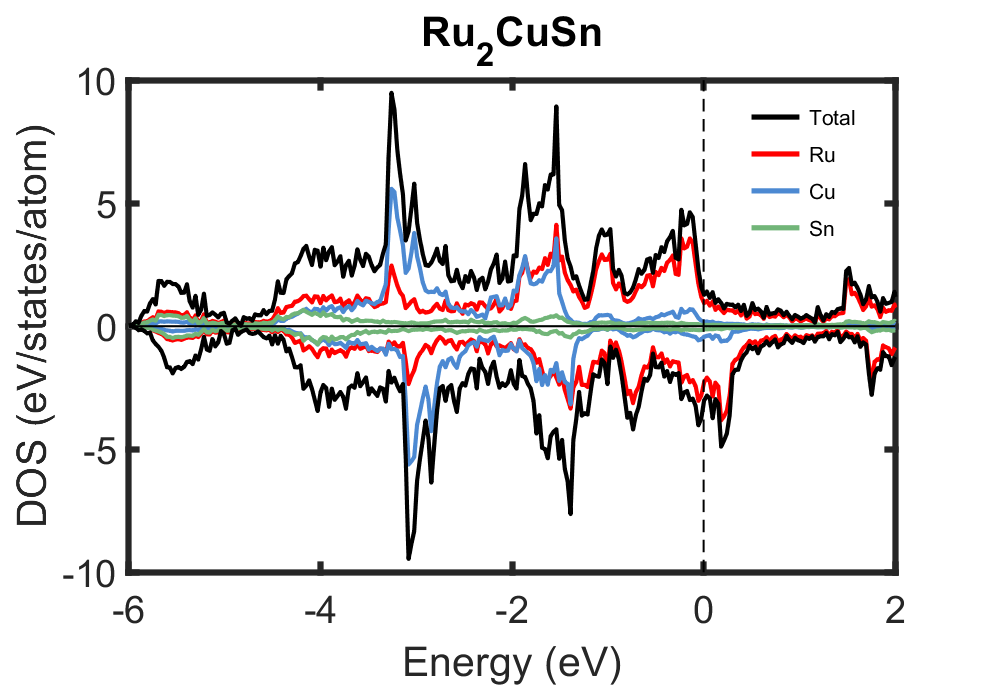 Ru₂CuSn
DOS (eV/states/atom)
10
5
0
-5
-10
Total
Ru
Cu
Sn
-6 -4 -2 0 2
Energy (eV)